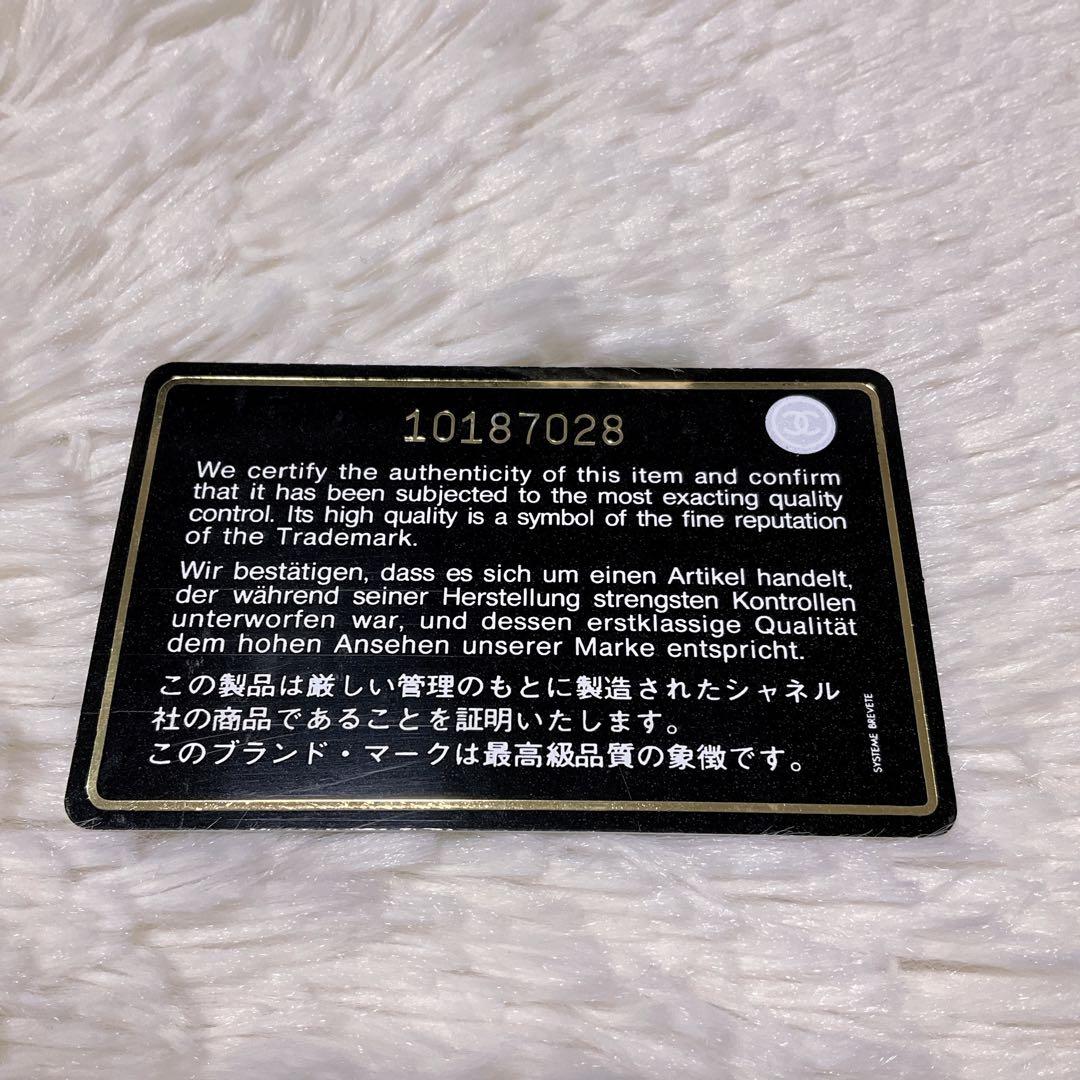 10187028
We certify the authenticity of this item and confirm
that it has been subjected to the most exacting quality
control. Its high quality is a symbol of the fine reputation
of the Trademark.
Wir bestätigen, dass es sich um einen Artikel handelt,
der während seiner Herstellung strengsten Kontrollen
unterworfen war, und dessen erstklassige Qualität
dem hohen Ansehen unserer Marke entspricht.
この製品は厳しい管理のもとに製造されたシャネル
社の商品であることを証明いたします。
このブランド・マークは最高級品質の象徴です。
SYSTEME BREVETE